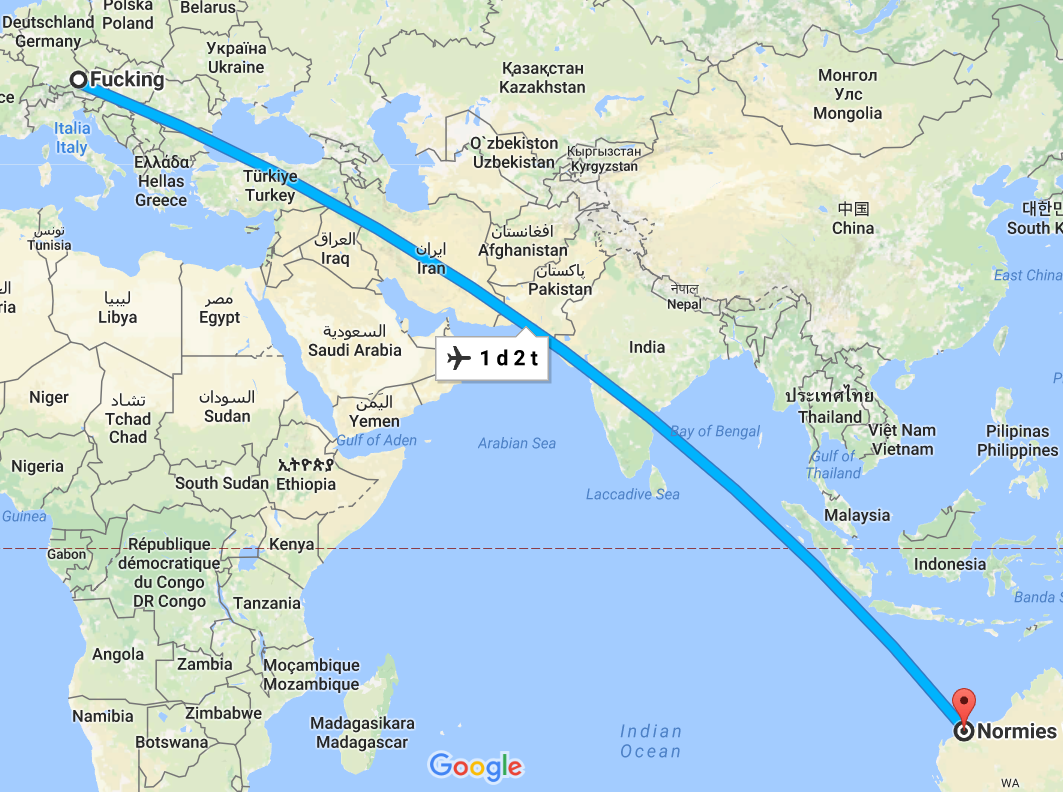 Polska
Poland
Belarus
Deutschland
Germany
Україна
Ukraine
Fucking
Қазақстан
Kazakhstan
Монгол
Улс
Mongolia
Italia
Italy
Oʻzbekiston
Uzbekistan
Кыргызстан
Kyrgyzstan
Ελλάδα
Hellas
Greece
Türkiye
Turkey
中国
China
South K
تونس
Tunisia
العراق
Iraq
ایران
Iran
افغانستان
Afghanistan
پاکستان
Pakistan
नेपाल
Nepal
East China
ليبيا
Libya
مصر
Egypt
السعودية
Saudi Arabia
1 d 2 t
India
Niger
تشاد
Tchad
Chad
السودان
Sudan
اليمن
Yemen
Gulf of Aden
Arabian Sea
Bay of Bengal
ประเทศไทย
Thailand
Việt Nam
Vietnam
Pilipinas
Philippines
Gulf of
Thailand
Nigeria
South Sudan
ኢትዮጵያ
Ethiopia
Laccadive Sea
Malaysia
Guinea
Gabon
République
démocratique
du Congo
DR Congo
Kenya
Indonesia
Tanzania
Banda S
Angola
Zambia
Moçambique
Mozambique
Namibia
Zimbabwe
Botswana
Madagasikara
Madagascar
Indian
Ocean
Normies
Google
WA